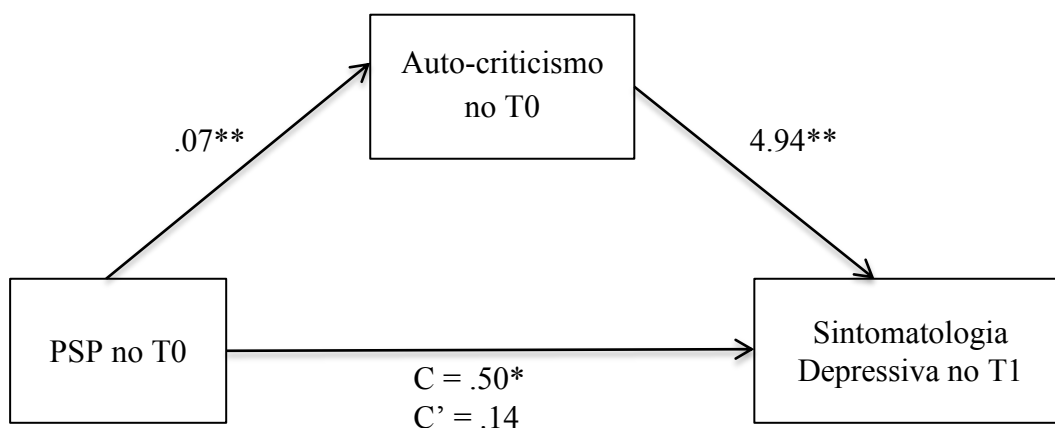 Auto-criticismo
no T0
.07**
4.94**
PSP no T0
Sintomatologia
Depressiva no T1
C = .50*
C’ = .14